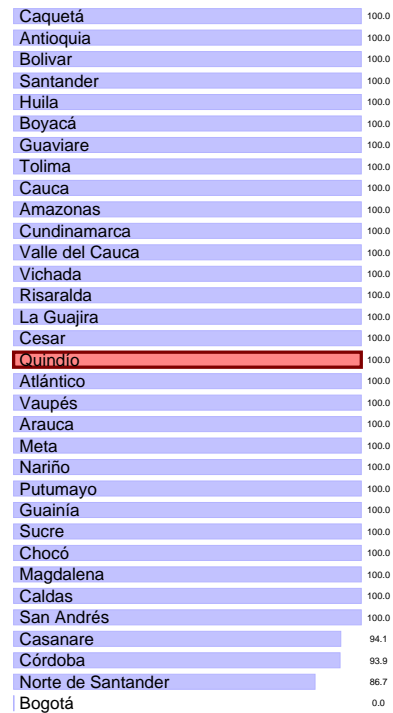 Caquetá 100.0
Antioquia 100.0
Bolivar 100.0
Santander 100.0
Huila 100.0
Boyacá 100.0
Guaviare 100.0
Tolima 100.0
Cauca 100.0
Amazonas 100.0
Cundinamarca 100.0
Valle del Cauca 100.0
Vichada 100.0
Risaralda 100.0
La Guajira 100.0
Cesar 100.0
Quindío 100.0
Atlántico 100.0
Vaupés 100.0
Arauca 100.0
Meta 100.0
Nariño 100.0
Putumayo 100.0
Guainía 100.0
Sucre 100.0
Chocó 100.0
Magdalena 100.0
Caldas 100.0
San Andrés 100.0
Casanare 94.1
Córdoba 93.9
Norte de Santander 86.7
Bogotá 0.0